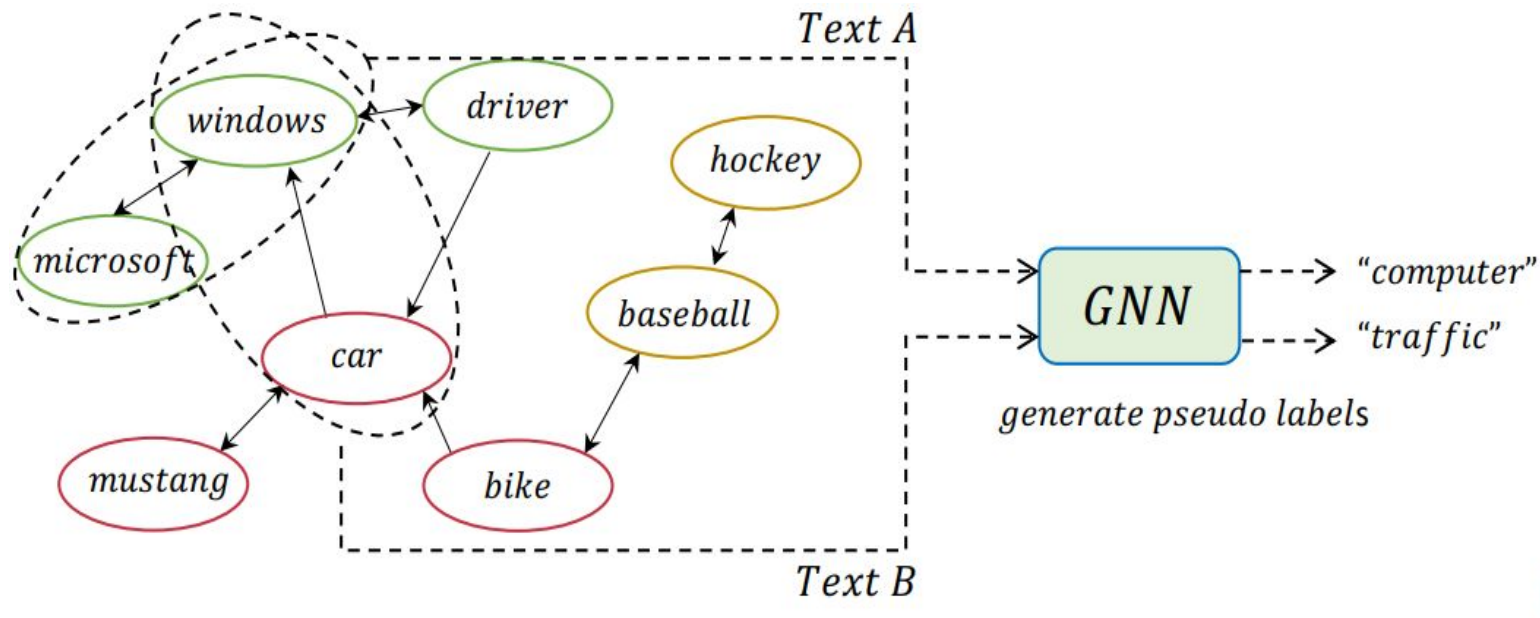 Text A
windows
driver
hockey
microsoft
baseball
car
mustang
bike
Text B
GNN
“computer”
“traffic”
generate pseudo labels